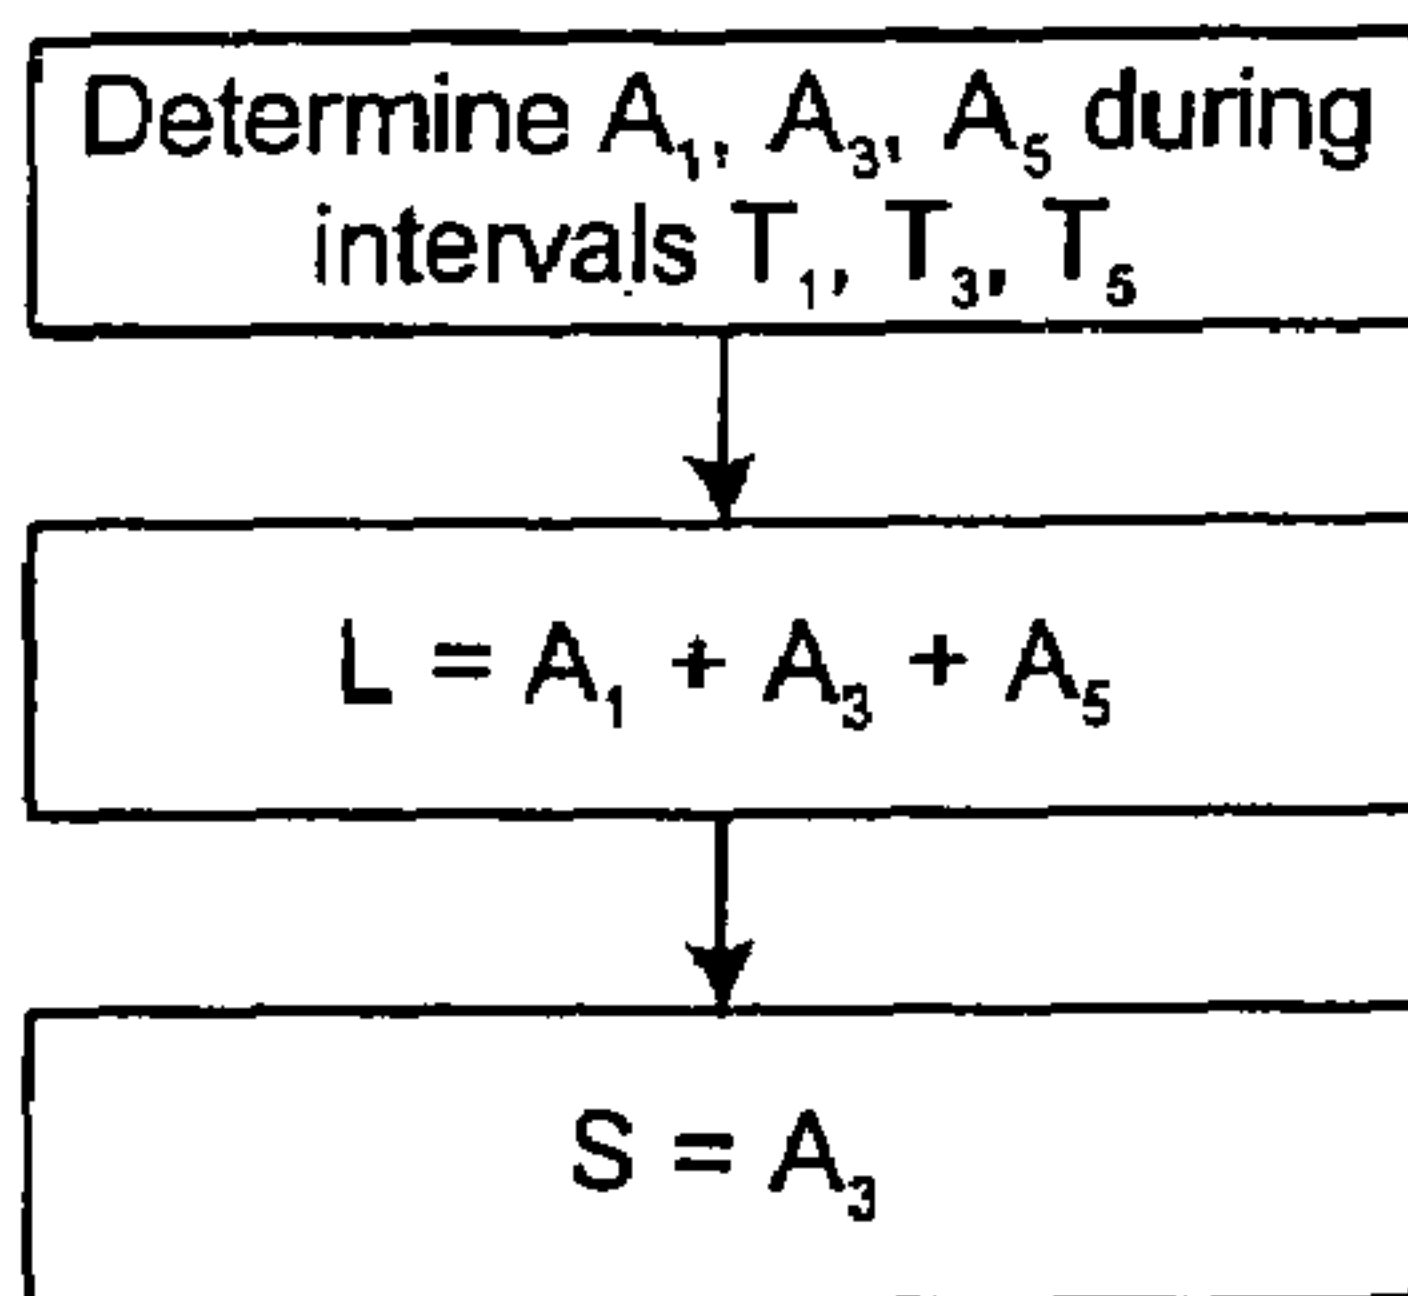 Determine A₁, A₃, A₅ during
intervals T₁, T₃, T₅
L = A₁ + A₃ + A₅
S = A₃